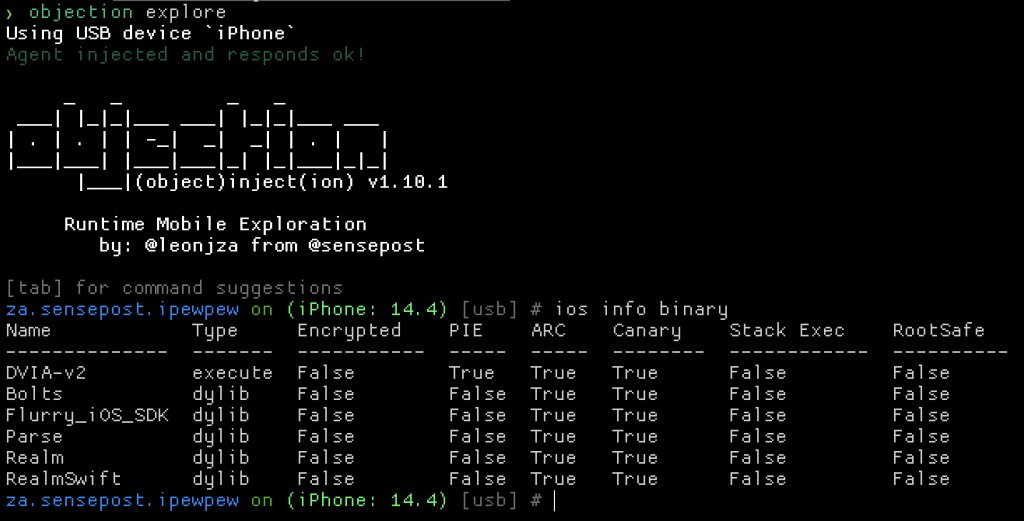 ❯ objection explore
Using USB device `iPhone`
Agent injected and responds ok!
objection
(object)inject(ion) v1.10.1
Runtime Mobile Exploration
by: @leonjza from @sensepost
[tab] for command suggestions
za.sensepost.ipewpew on (iPhone: 14.4) [usb] # ios info binary
Name Type Encrypted PIE ARC Canary Stack Exec RootSafe
-------------- ------- ----------- ----- ----- -------- ------------ ----------
DVIA-v2 execute False True True True False False
Bolts dylib False False True True False False
Flurry_iOS_SDK dylib False False True True False False
Parse dylib False False True True False False
Realm dylib False False True True False False
RealmSwift dylib False False True True False False
za.sensepost.ipewpew on (iPhone: 14.4) [usb] #